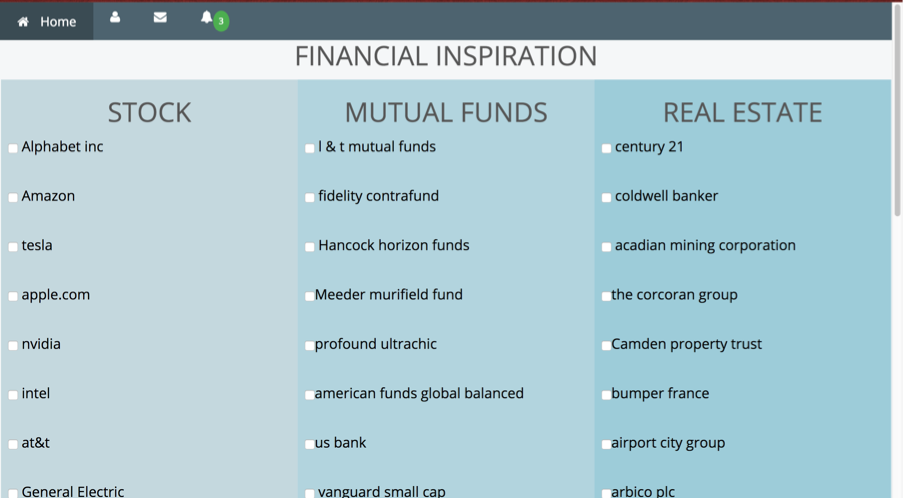 Home
3
FINANCIAL INSPIRATION
STOCK
Alphabet inc
Amazon
tesla
apple.com
nvidia
intel
at&t
General Electric
MUTUAL FUNDS
l & t mutual funds
fidelity contrafund
Hancock horizon funds
Meeder murifield fund
profound ultrachic
american funds global balanced
us bank
vanguard small cap
REAL ESTATE
century 21
coldwell banker
acadian mining corporation
the corcoran group
Camden property trust
bumper france
airport city group
arbico plc